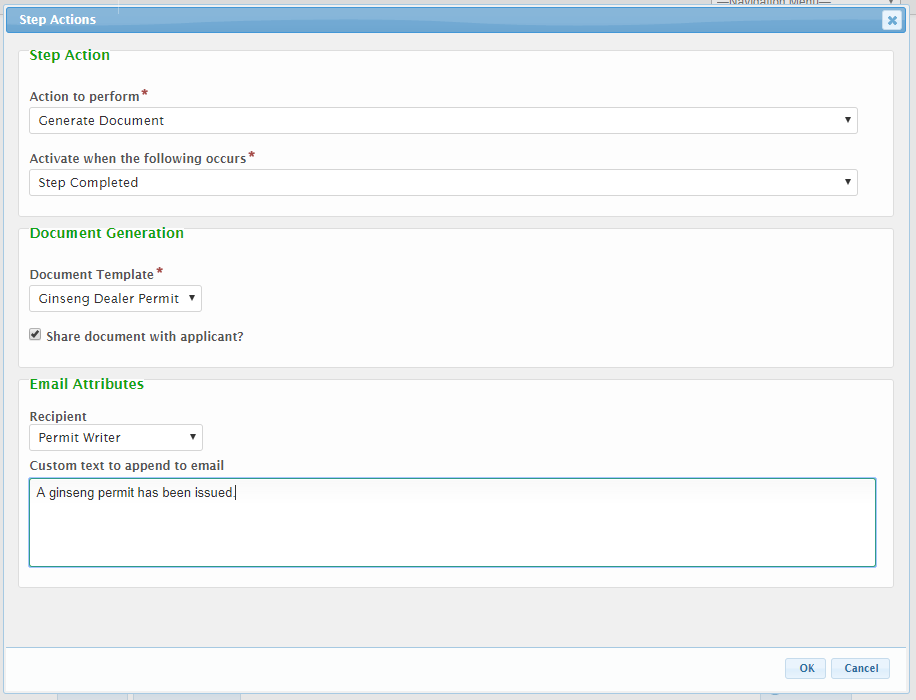 —Navigation Menu—
Step Actions
Step Action
Action to perform*
Generate Document
Activate when the following occurs*
Step Completed
Document Generation
Document Template*
Ginseng Dealer Permit
Share document with applicant?
Email Attributes
Recipient
Permit Writer
Custom text to append to email
A ginseng permit has been issued.
OK Cancel